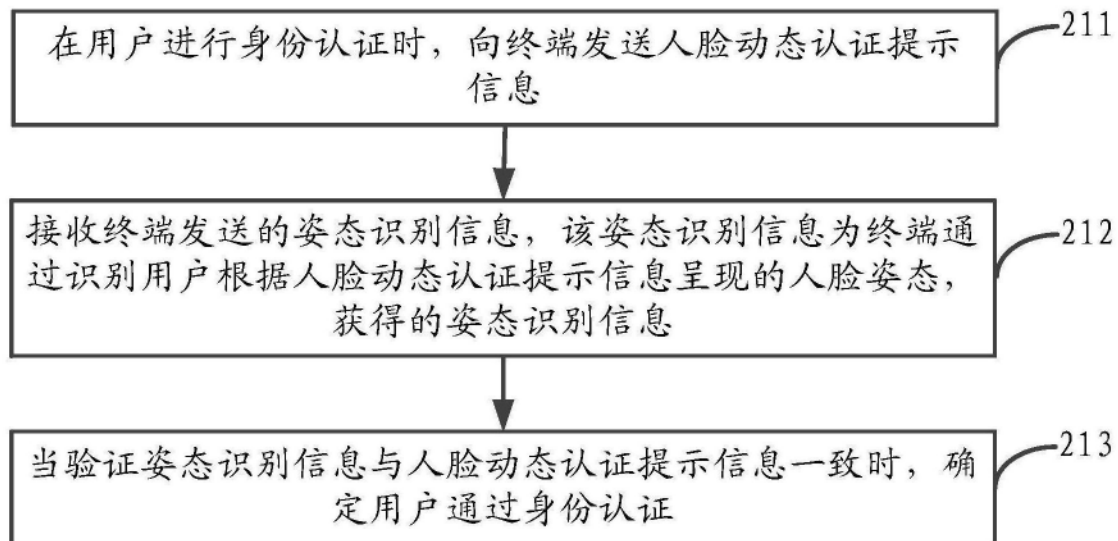 在用户进行身份认证时，向终端发送人脸动态认证提示
信息
211
接收终端发送的姿态识别信息，该姿态识别信息为终端通
过识别用户根据人脸动态认证提示信息呈现的人脸姿态，
获得的姿态识别信息
212
当验证姿态识别信息与人脸动态认证提示信息一致时，确
定用户通过身份认证
213